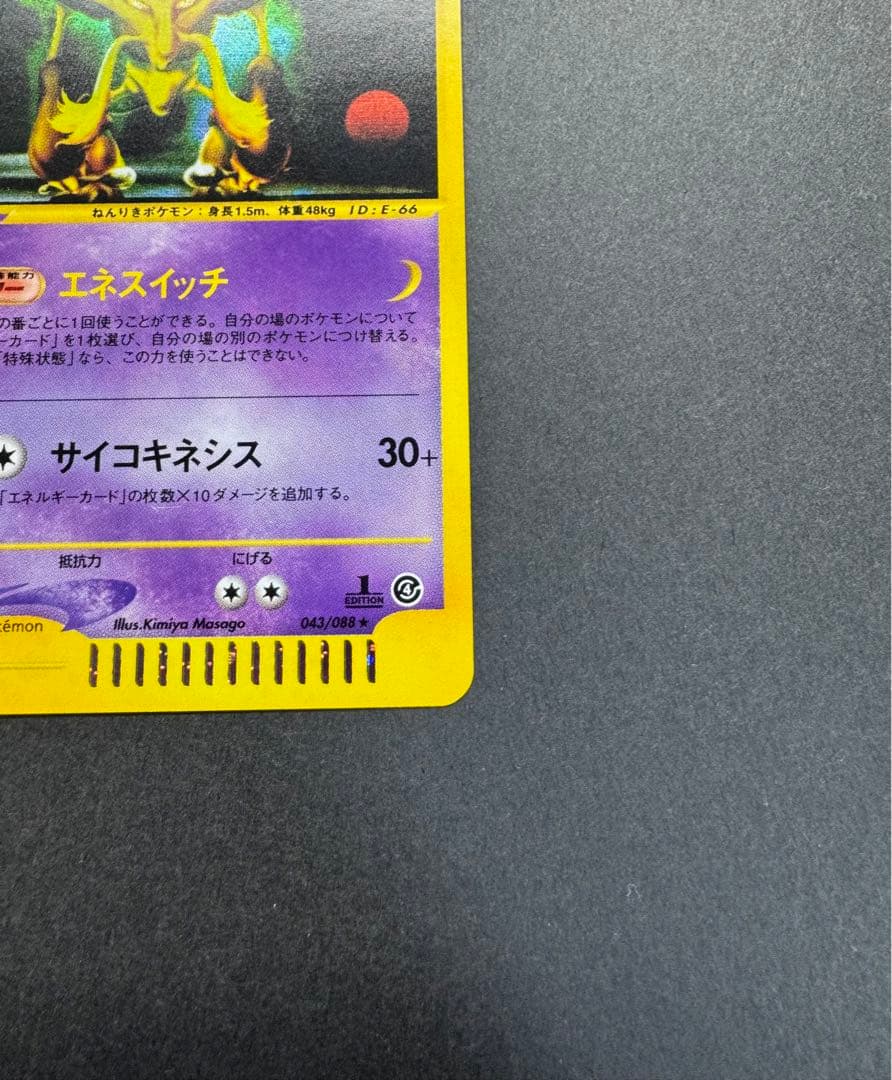 ねんりきポケモン：身長1.5m、体重48kg ID：E-66
特殊能力
エネスイッチ
の番ごとに1回使うことができる。自分の場のポケモンについて
ーカード」を1枚選び、自分の場の別のポケモンにつけ替える。
「特殊状態」なら、この力を使うことはできない。
サイコキネシス 30+
「エネルギーカード」の枚数×10ダメージを追加する。
抵抗力 にげる
1 EDITION
kémon Illus.Kimiya Masago 043/088★